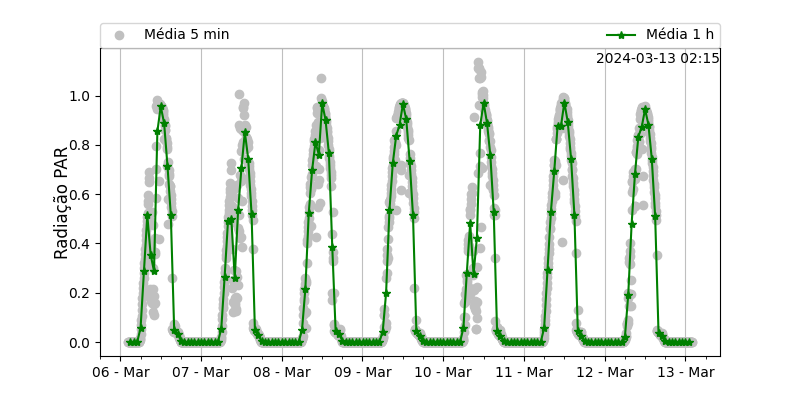 Média 5 min
Média 1 h
2024-03-13 02:15
Radiação PAR
1.0
0.8
0.6
0.4
0.2
0.0
06 - Mar
07 - Mar
08 - Mar
09 - Mar
10 - Mar
11 - Mar
12 - Mar
13 - Mar